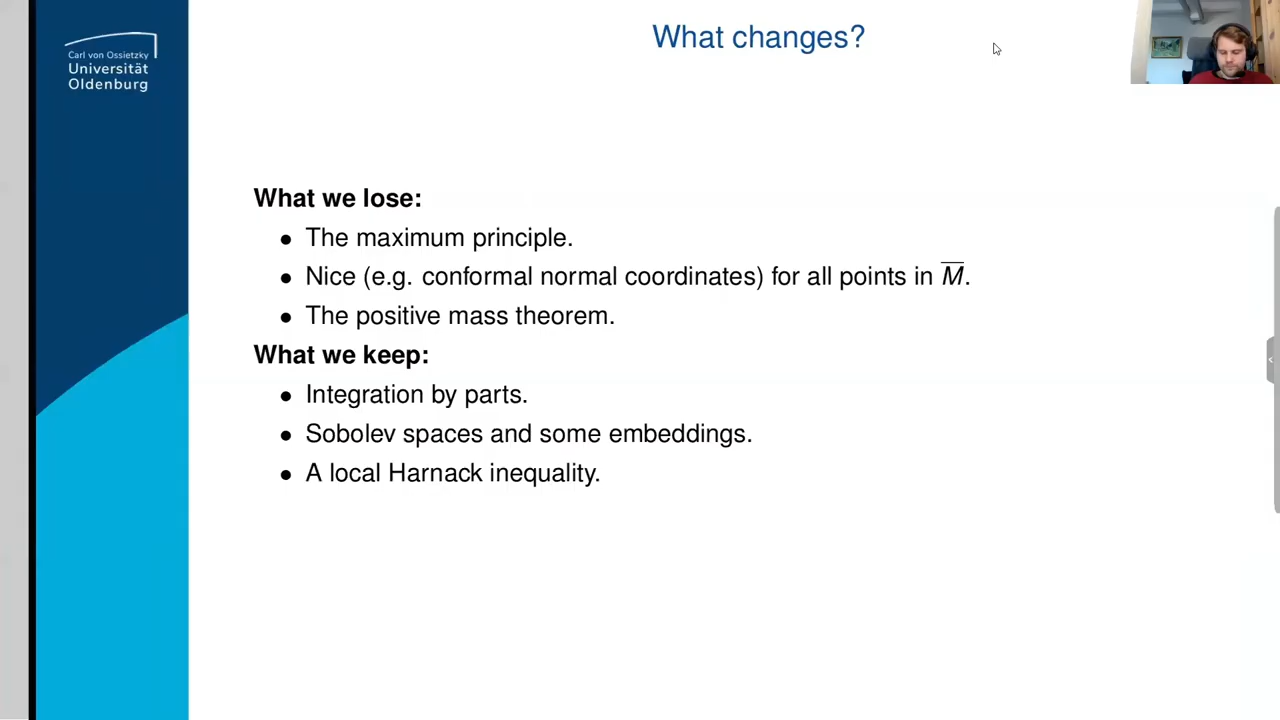 Carl von Ossietzky
Universität
Oldenburg
What changes?
What we lose:
• The maximum principle.
• Nice (e.g. conformal normal coordinates) for all points in M̅.
• The positive mass theorem.
What we keep:
• Integration by parts.
• Sobolev spaces and some embeddings.
• A local Harnack inequality.